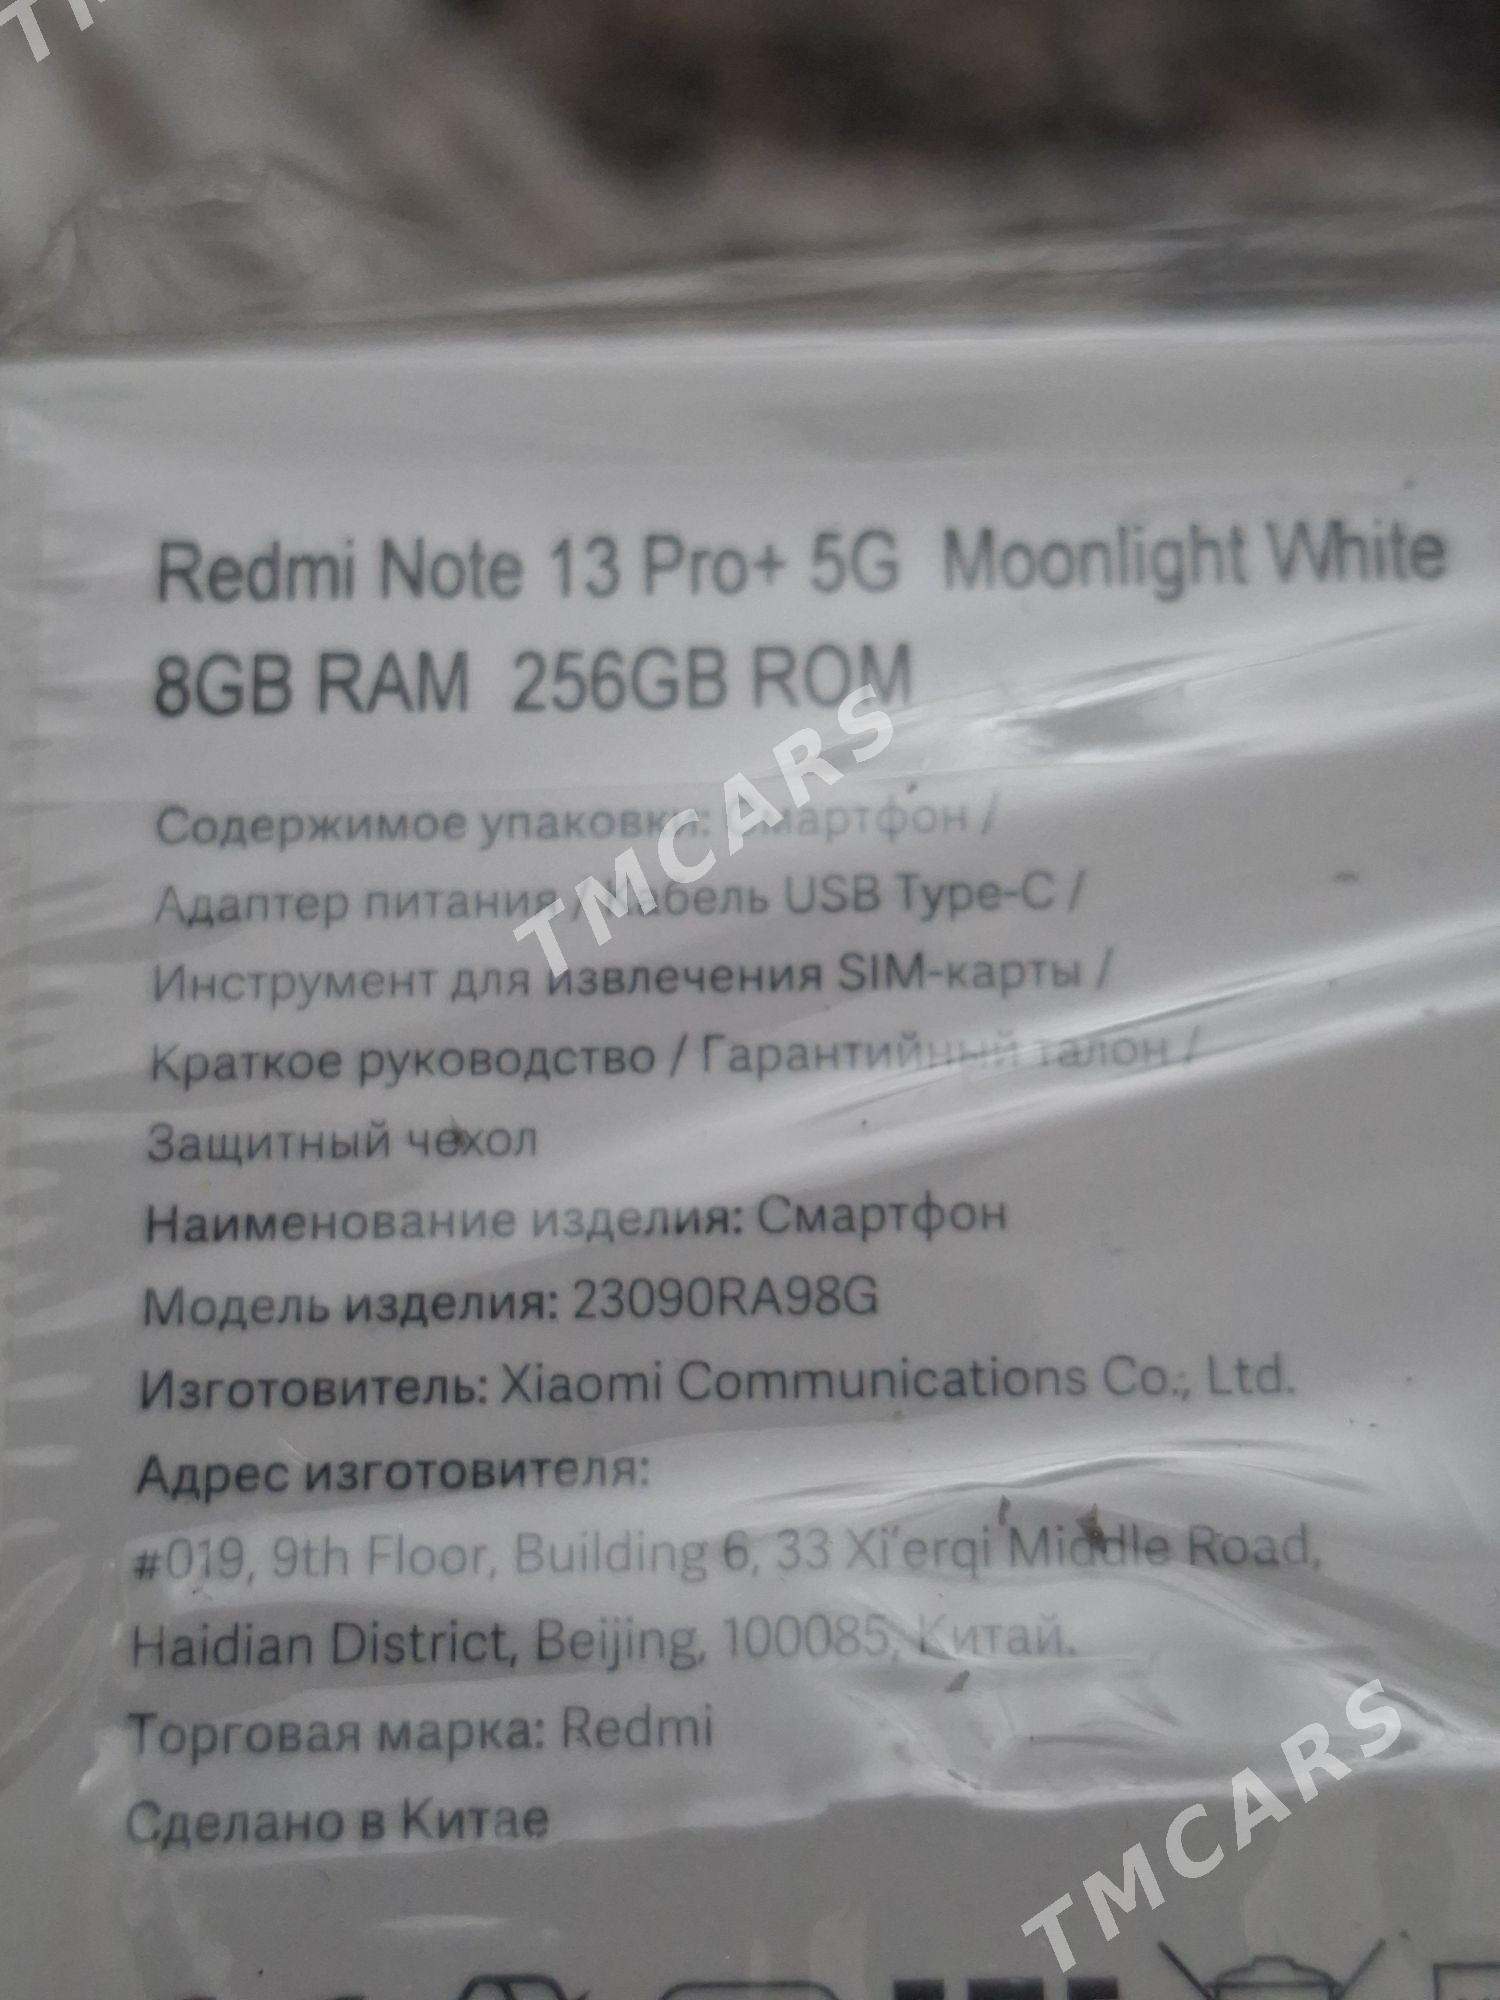 Redmi Note 13 Pro+ 5G Moonlight White
8GB RAM 256GB ROM
Содержимое упаковки: Смартфон /
Адаптер питания / Кабель USB Type-C /
Инструмент для извлечения SIM-карты /
Краткое руководство / Гарантийный талон /
Защитный чехол
Наименование изделия: Смартфон
Модель изделия: 23090RA98G
Изготовитель: Xiaomi Communications Co., Ltd.
Адрес изготовителя:
#019, 9th Floor, Building 6, 33 Xi'erqi Middle Road,
Haidian District, Beijing, 100085, Китай.
Торговая марка: Redmi
Сделано в Китае
TMCARS
TMCARS